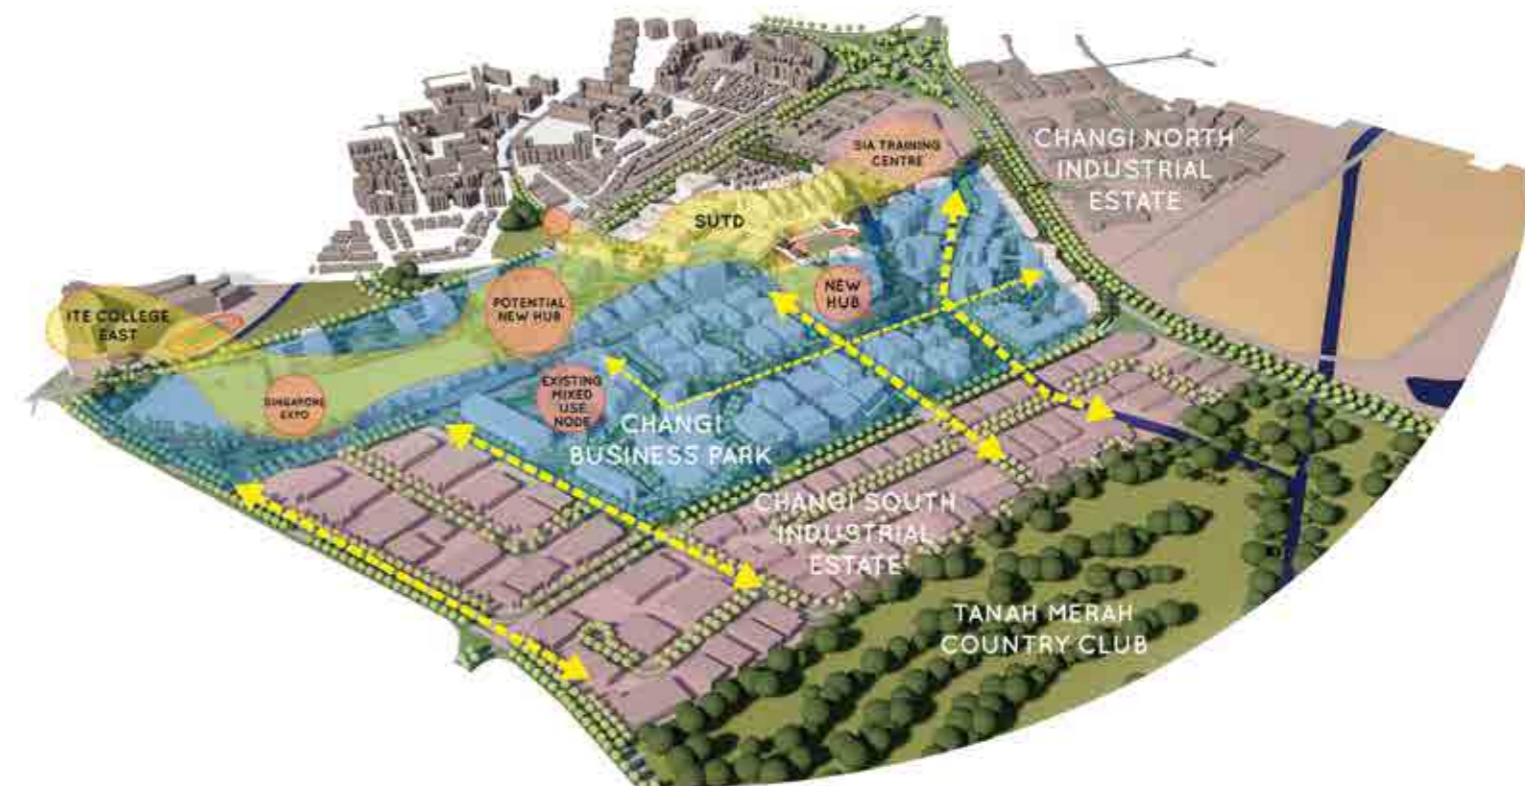 SIA TRAINING
CENTRE
CHANGI NORTH
INDUSTRIAL
ESTATE
SUTD
ITE COLLEGE
EAST
POTENTIAL
NEW HUB
NEW
HUB
SINGAPORE
EXPO
EXISTING
MIXED
USE
NODE
CHANGI
BUSINESS PARK
CHANGI SOUTH
INDUSTRIAL
ESTATE
TANAH MERAH
COUNTRY CLUB